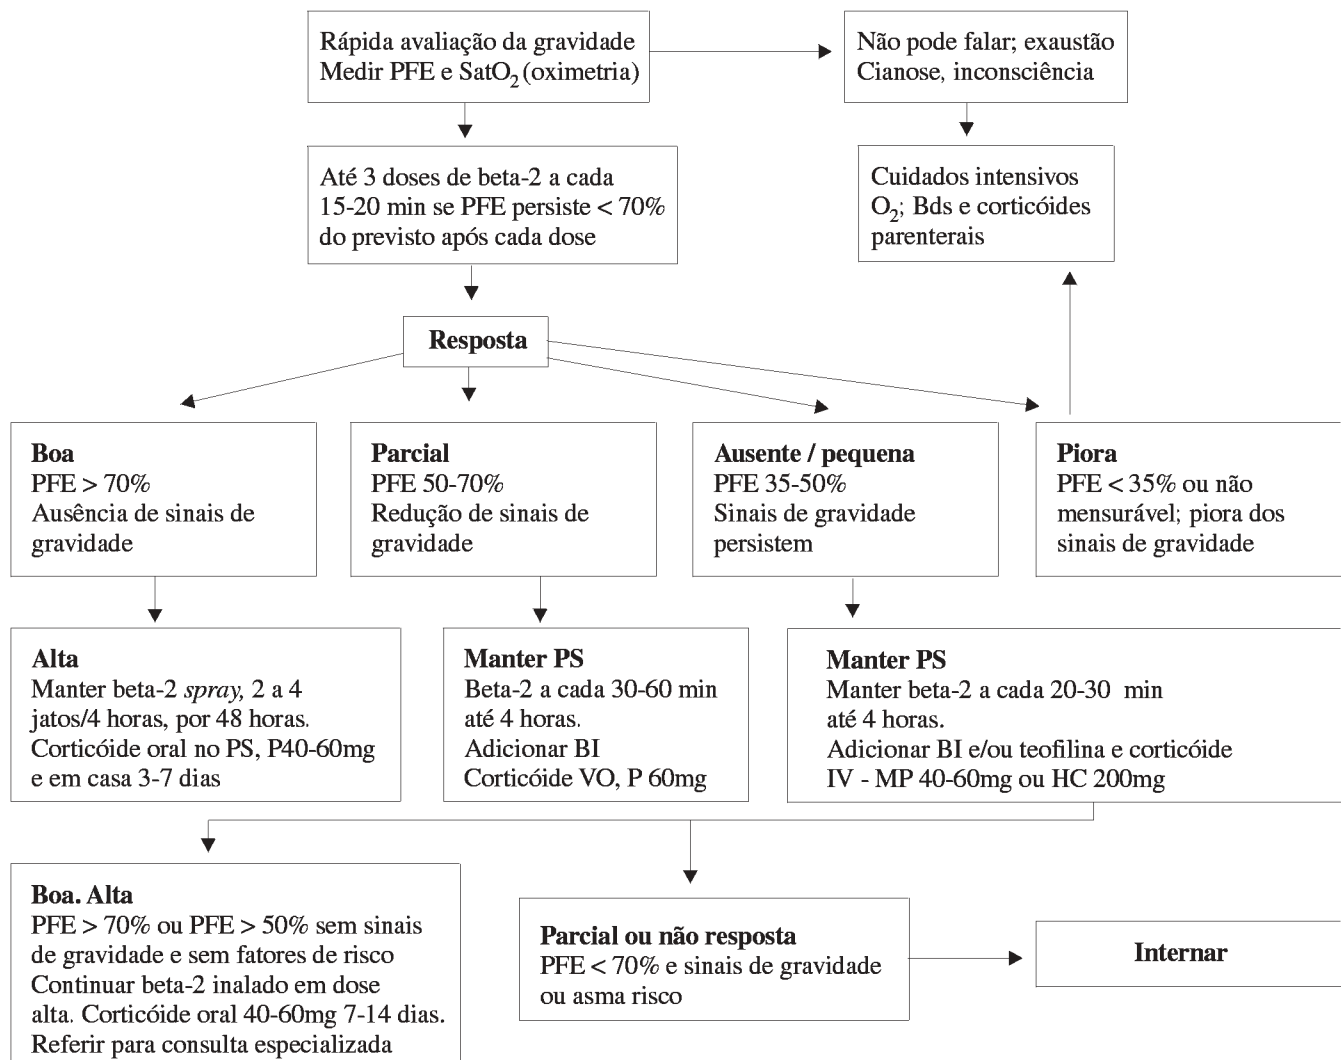 Rápida avaliação da gravidade
Medir PFE e SatO2 (oximetria)
Não pode falar; exaustão
Cianose, inconsciência
Até 3 doses de beta-2 a cada
15-20 min se PFE persiste < 70%
do previsto após cada dose
Cuidados intensivos
O2; Bds e corticóides
parenterais
Resposta
Boa
PFE > 70%
Ausência de sinais de
gravidade
Parcial
PFE 50-70%
Redução de sinais de
gravidade
Ausente / pequena
PFE 35-50%
Sinais de gravidade
persistem
Piora
PFE < 35% ou não
mensurável; piora dos
sinais de gravidade
Alta
Manter beta-2 spray, 2 a 4
jatos/4 horas, por 48 horas.
Corticóide oral no PS, P40-60mg
e em casa 3-7 dias
Manter PS
Beta-2 a cada 30-60 min
até 4 horas.
Adicionar BI
Corticóide VO, P 60mg
Manter PS
Manter beta-2 a cada 20-30 min
até 4 horas.
Adicionar BI e/ou teofilina e corticóide
IV - MP 40-60mg ou HC 200mg
Boa. Alta
PFE > 70% ou PFE > 50% sem sinais
de gravidade e sem fatores de risco
Continuar beta-2 inalado em dose
alta. Corticóide oral 40-60mg 7-14 dias.
Referir para consulta especializada
Parcial ou não resposta
PFE < 70% e sinais de gravidade
ou asma risco
Internar